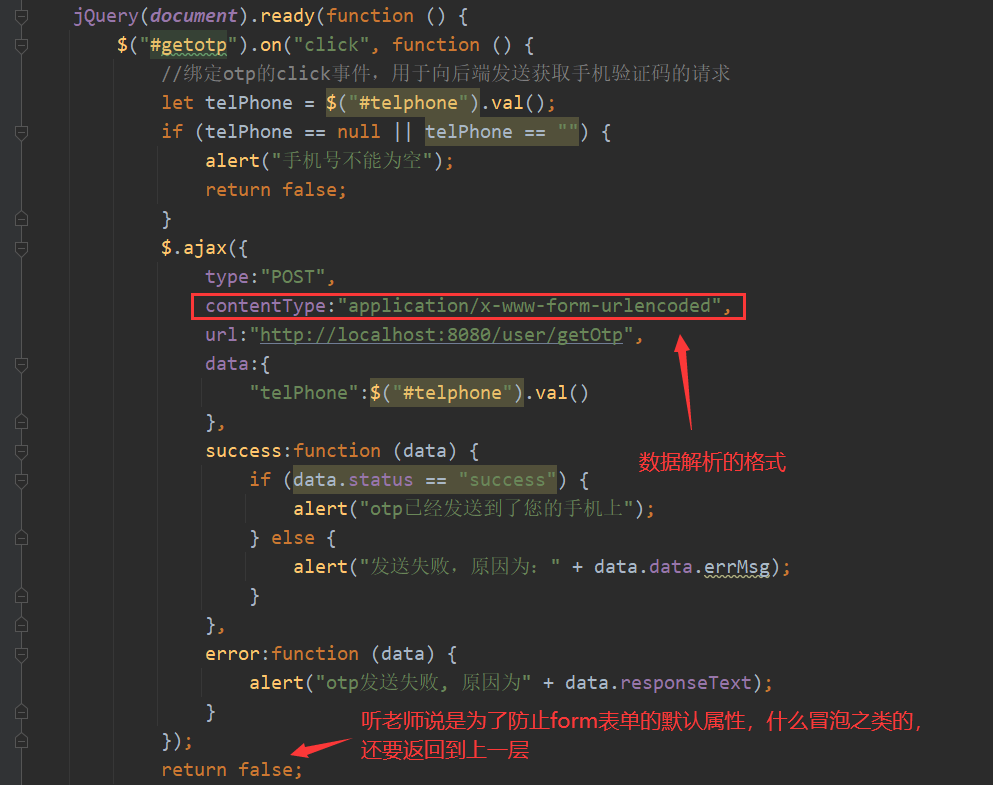 jQuery(document).ready(function () {
$("#getotp").on("click", function () {
//绑定otp的click事件，用于向后端发送获取手机验证码的请求
let telPhone = $("#telphone").val();
if (telPhone == null || telPhone == "") {
alert("手机号不能为空");
return false;
}
$.ajax({
type:"POST",
contentType:"application/x-www-form-urlencoded",
url:"http://localhost:8080/user/getOtp",
data:{
"telPhone":$("#telphone").val()
},
success:function (data) {
数据解析的格式
if (data.status == "success") {
alert("otp已经发送到了您的手机上");
} else {
alert("发送失败，原因为：" + data.data.errMsg);
}
},
error:function (data) {
alert("otp发送失败, 原因为" + data.responseText);
}
听老师说是为了防止form表单的默认属性，什么冒泡之类的，
还要返回到上一层
});
return false;